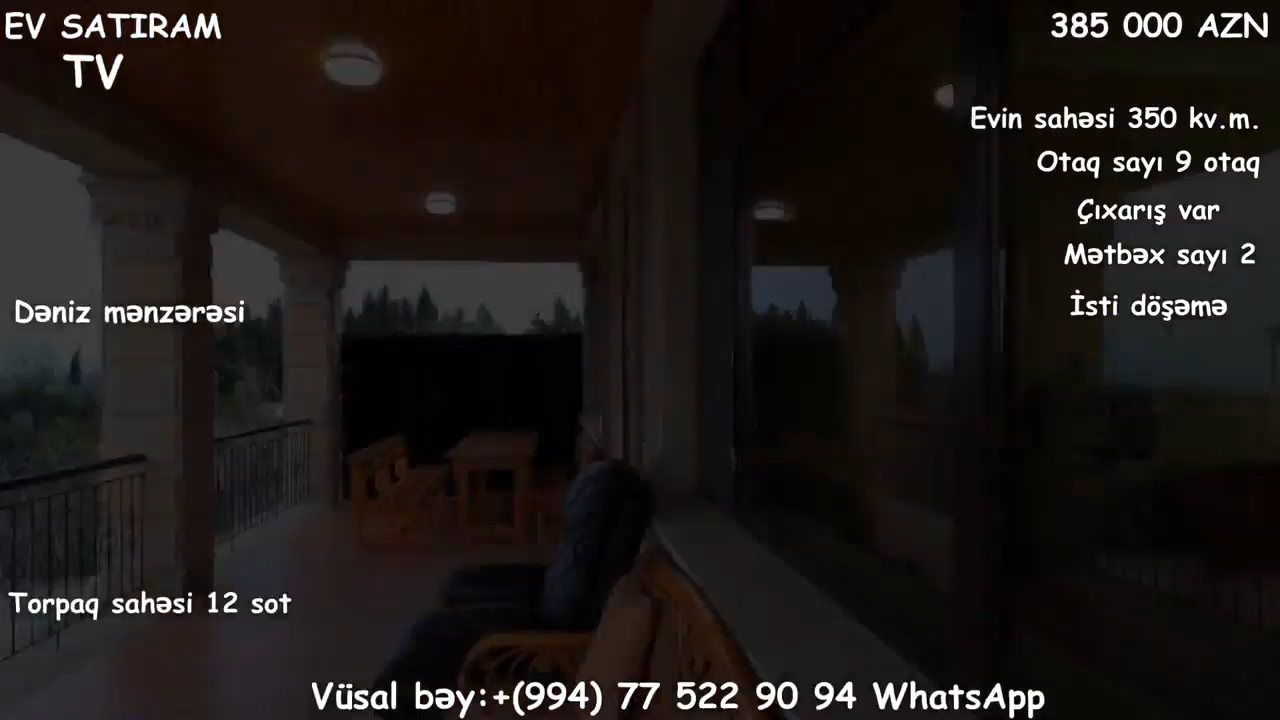 EV SATIRAM
TV
385 000 AZN
Evin sahəsi 350 kv.m.
Otaq sayı 9 otaq
Çıxarış var
Mətbəx sayı 2
İsti döşəmə
Dəniz mənzərəsi
Torpaq sahəsi 12 sot
Vüsal bəy:+(994) 77 522 90 94 WhatsApp